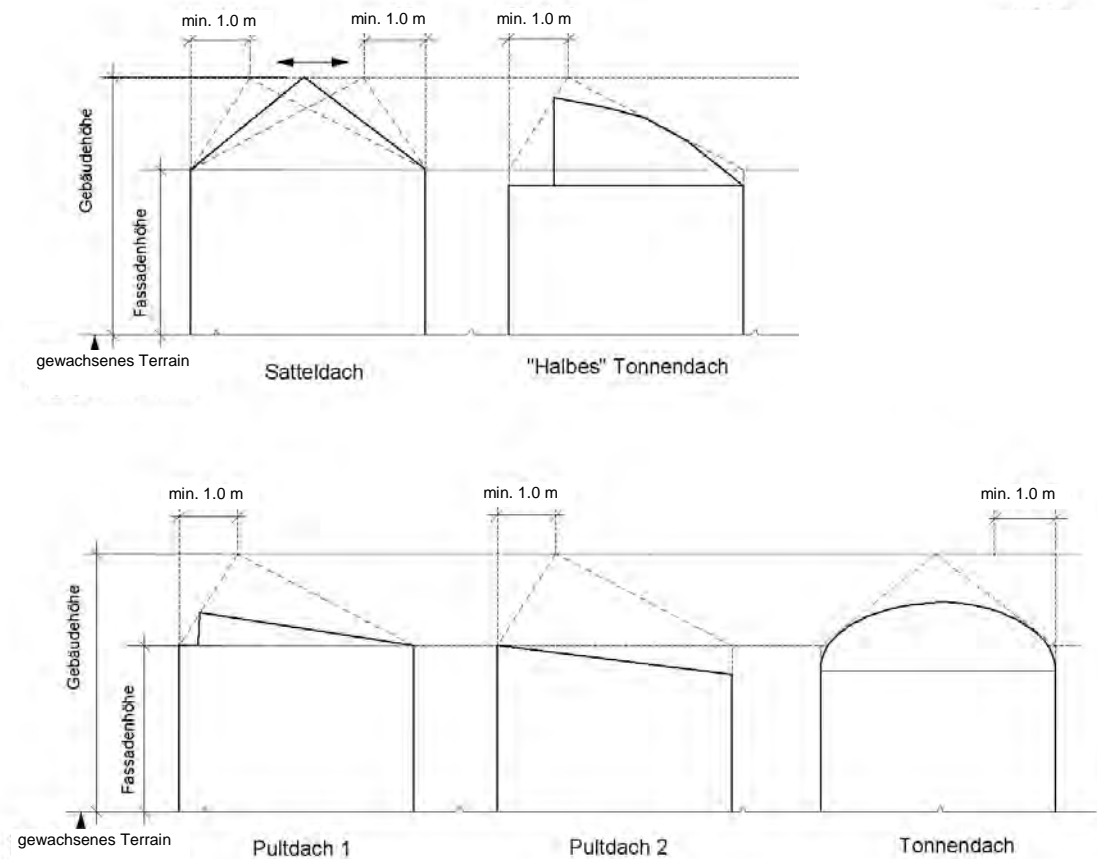 min. 1.0 m
min. 1.0 m
min. 1.0 m
Gebäudehöhe
Fassadenhöhe
gewachsenes Terrain
Satteldach
"Halbes" Tonnendach
min. 1.0 m
min. 1.0 m
min. 1.0 m
Gebäudehöhe
Fassadenhöhe
gewachsenes Terrain
Pultdach 1
Pultdach 2
Tonnendach